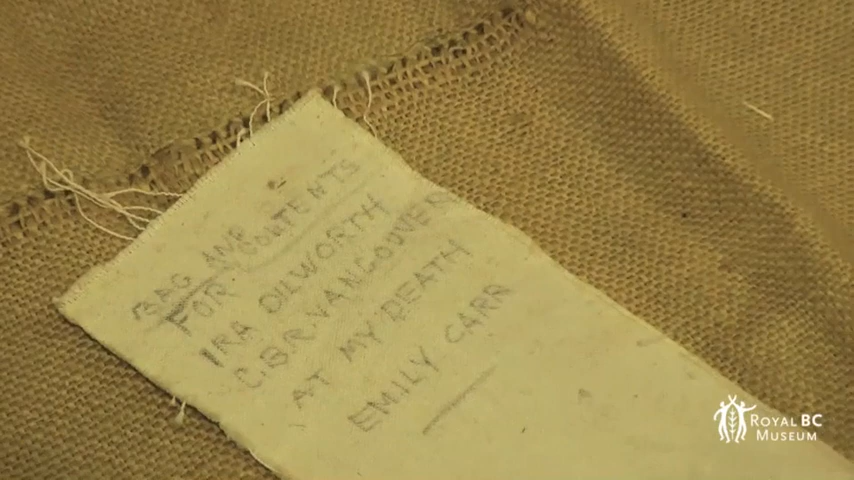 BAG AND CONTENTS
FOR
IRA DILWORTH
C.B.R. VANCOUVER
AT MY DEATH
EMILY CARR
ROYAL BC
MUSEUM